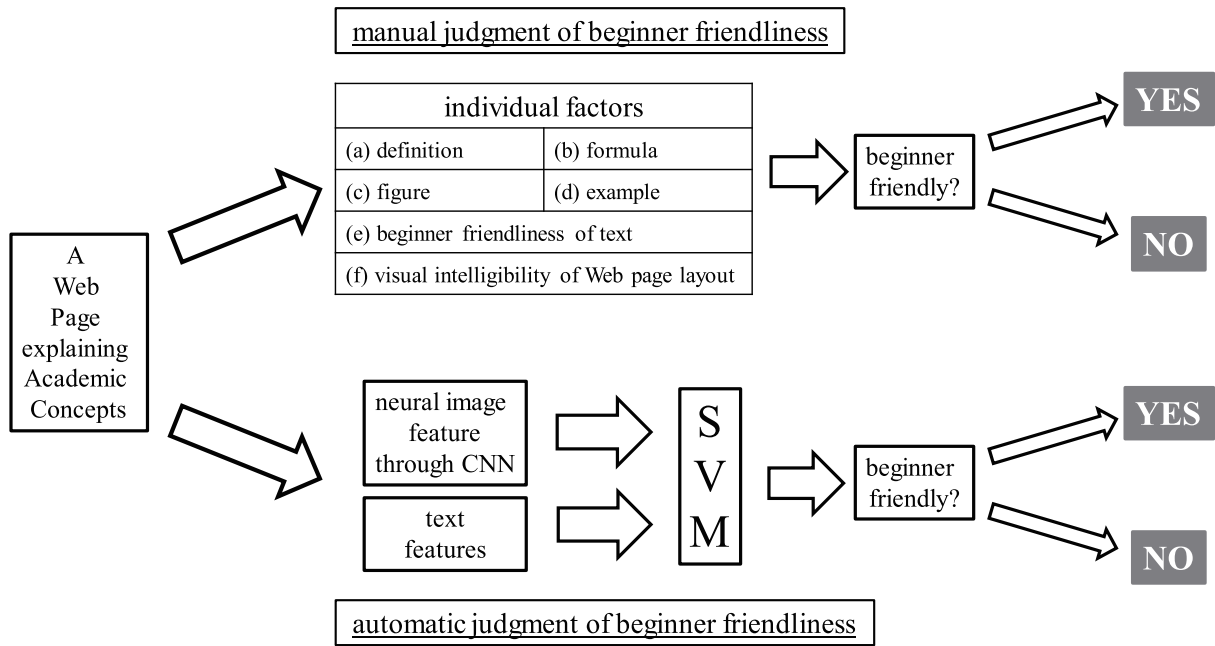 manual judgment of beginner friendliness
individual factors
(a) definition
(b) formula
(c) figure
(d) example
(e) beginner friendliness of text
(f) visual intelligibility of Web page layout
beginner
friendly?
YES
NO
A
Web
Page
explaining
Academic
Concepts
neural image
feature
through CNN
text
features
S
V
M
beginner
friendly?
YES
NO
automatic judgment of beginner friendliness